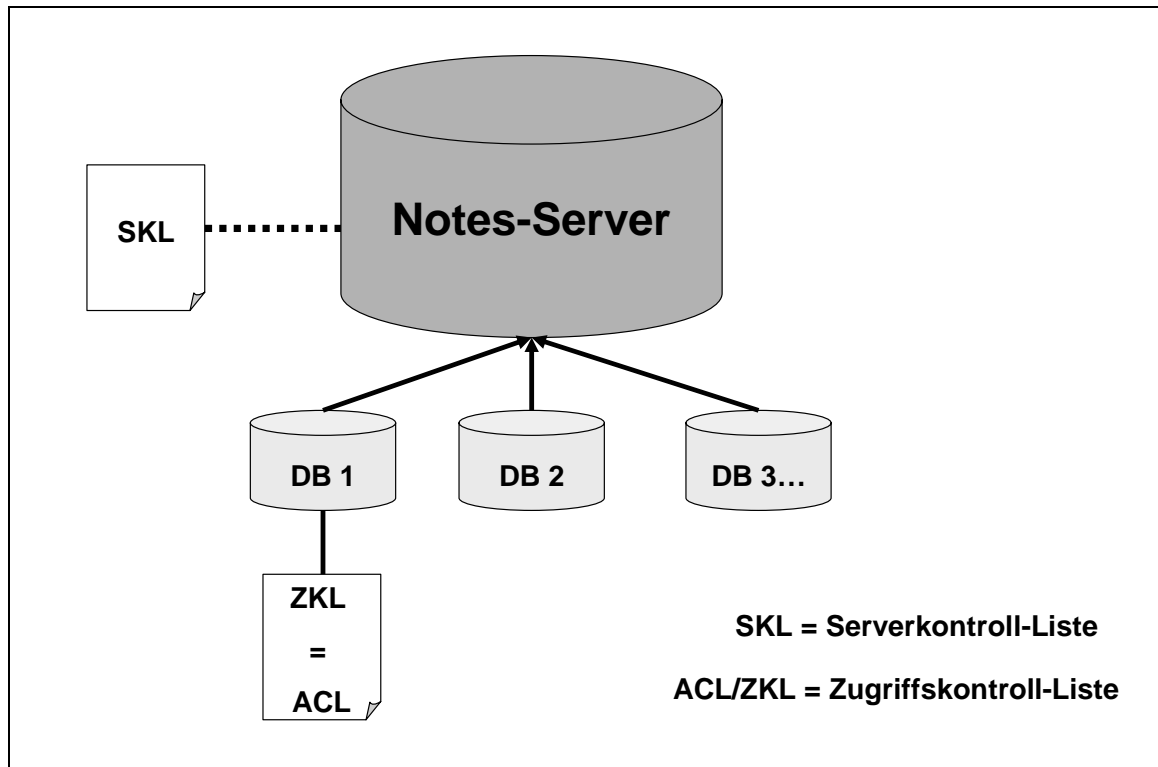 Notes-Server
SKL
DB 1
DB 2
DB 3…
ZKL
=
ACL
SKL = Serverkontroll-Liste
ACL/ZKL = Zugriffskontroll-Liste